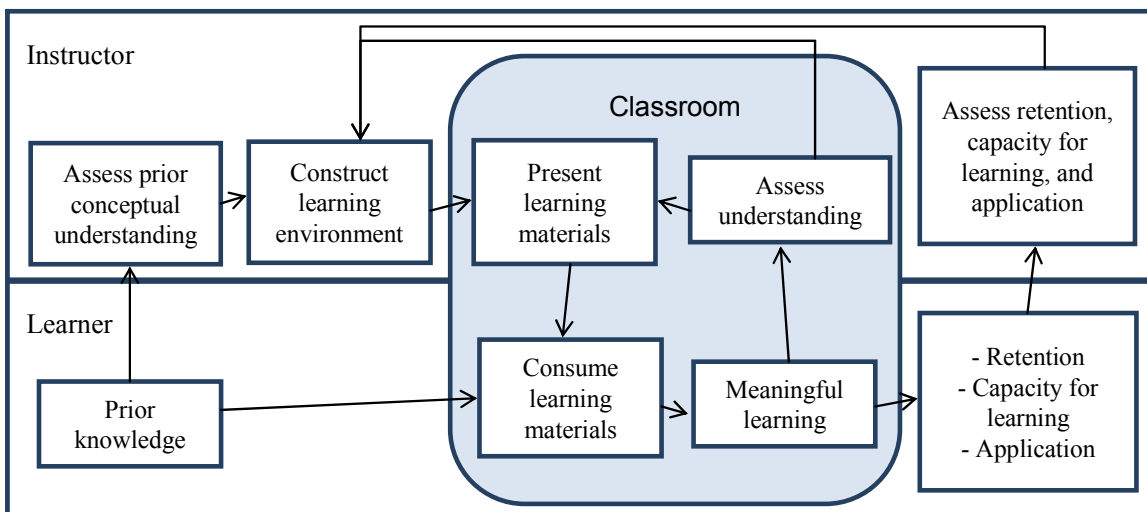 Instructor
Classroom
Assess prior
conceptual
understanding
Construct
learning
environment
Present
learning
materials
Assess
understanding
Assess retention,
capacity for
learning, and
application
Learner
Prior
knowledge
Consume
learning
materials
Meaningful
learning
- Retention
- Capacity for
learning
- Application